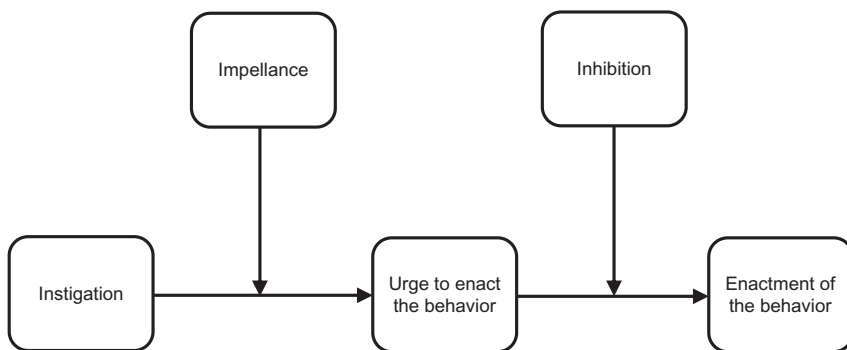 Impellance
Inhibition
Instigation
Urge to enact
the behavior
Enactment of
the behavior